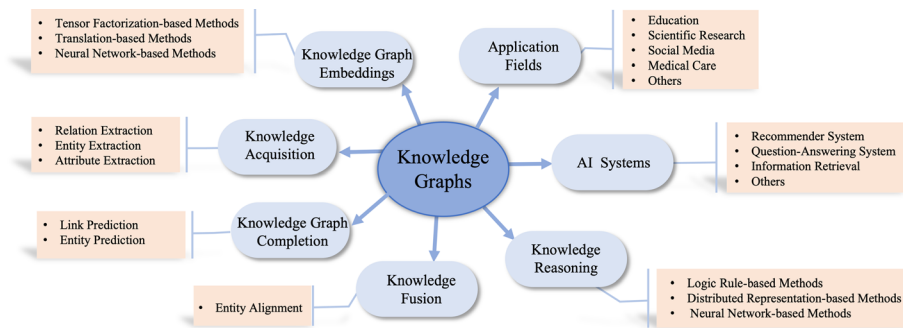 Tensor Factorization-based Methods
Translation-based Methods
Neural Network-based Methods
Knowledge Graph
Embeddings
Application
Fields
Education
Scientific Research
Social Media
Medical Care
Others
Relation Extraction
Entity Extraction
Attribute Extraction
Knowledge
Acquisition
Knowledge
Graphs
AI Systems
Recommender System
Question-Answering System
Information Retrieval
Others
Link Prediction
Entity Prediction
Knowledge Graph
Completion
Knowledge
Reasoning
Entity Alignment
Knowledge
Fusion
Logic Rule-based Methods
Distributed Representation-based Methods
Neural Network-based Methods